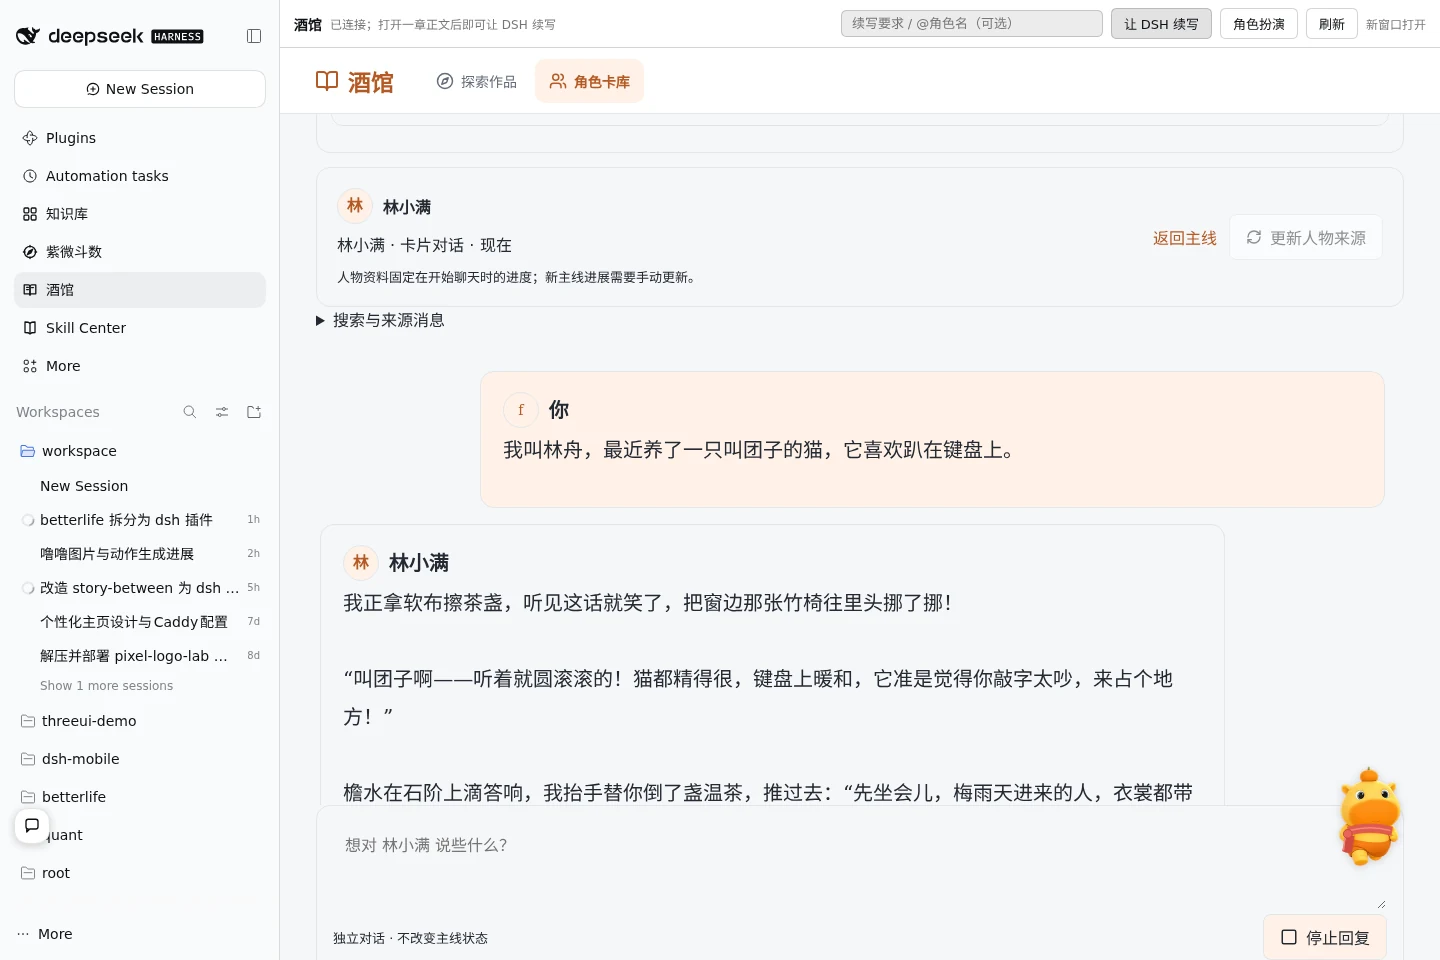 deepseek HARNESS
New Session
Plugins
Automation tasks
知识库
紫微斗数
酒馆
Skill Center
More
Workspaces
workspace
New Session
betterlife 拆分为 dsh 插件 1h
噜噜图片与动作生成进展 2h
改造 story-between 为 dsh ... 5h
个性化主页设计与Caddy配置 7d
解压并部署 pixel-logo-lab ... 8d
Show 1 more sessions
threeui-demo
dsh-mobile
betterlife
quant
root
More
酒馆 已连接；打开一章正文后即可让 DSH 续写
续写要求 / @角色名（可选）
让 DSH 续写
角色扮演
刷新
新窗口打开
酒馆
探索作品
角色卡库
林 林小满
林小满 · 卡片对话 · 现在
人物资料固定在开始聊天时的进度；新主线进展需要手动更新。
返回主线
更新人物来源
搜索与来源消息
f 你
我叫林舟，最近养了一只叫团子的猫，它喜欢趴在键盘上。
林 林小满
我正拿软布擦茶盏，听见这话就笑了，把窗边那张竹椅往里头挪了挪！
“叫团子啊——听着就圆滚滚的！猫都精得很，键盘上暖和，它准是觉得你敲字太吵，来占个地
方！”
檐水在石阶上滴答响，我抬手替你倒了盏温茶，推过去：“先坐会儿，梅雨天进来的人，衣裳都带
想对 林小满 说些什么？
独立对话 · 不改变主线状态
停止回复